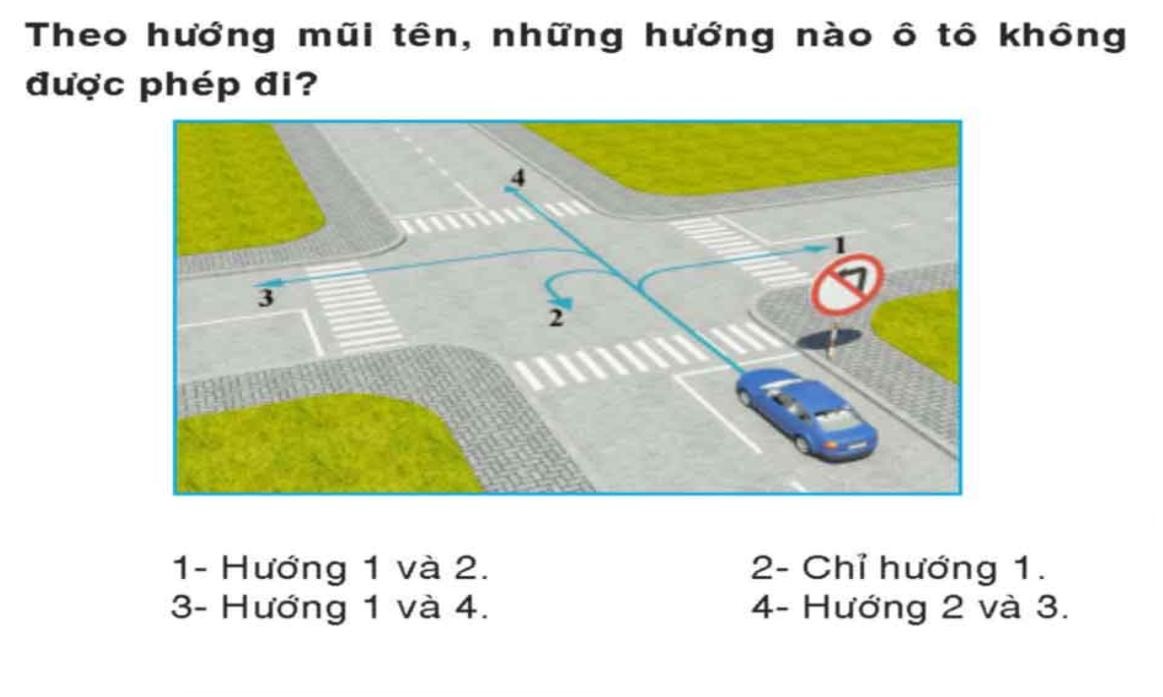 Theo hướng mũi tên, những hướng nào ô tô không
được phép đi?
4
1
3
2
1- Hướng 1 và 2.
2- Chỉ hướng 1.
3- Hướng 1 và 4.
4- Hướng 2 và 3.